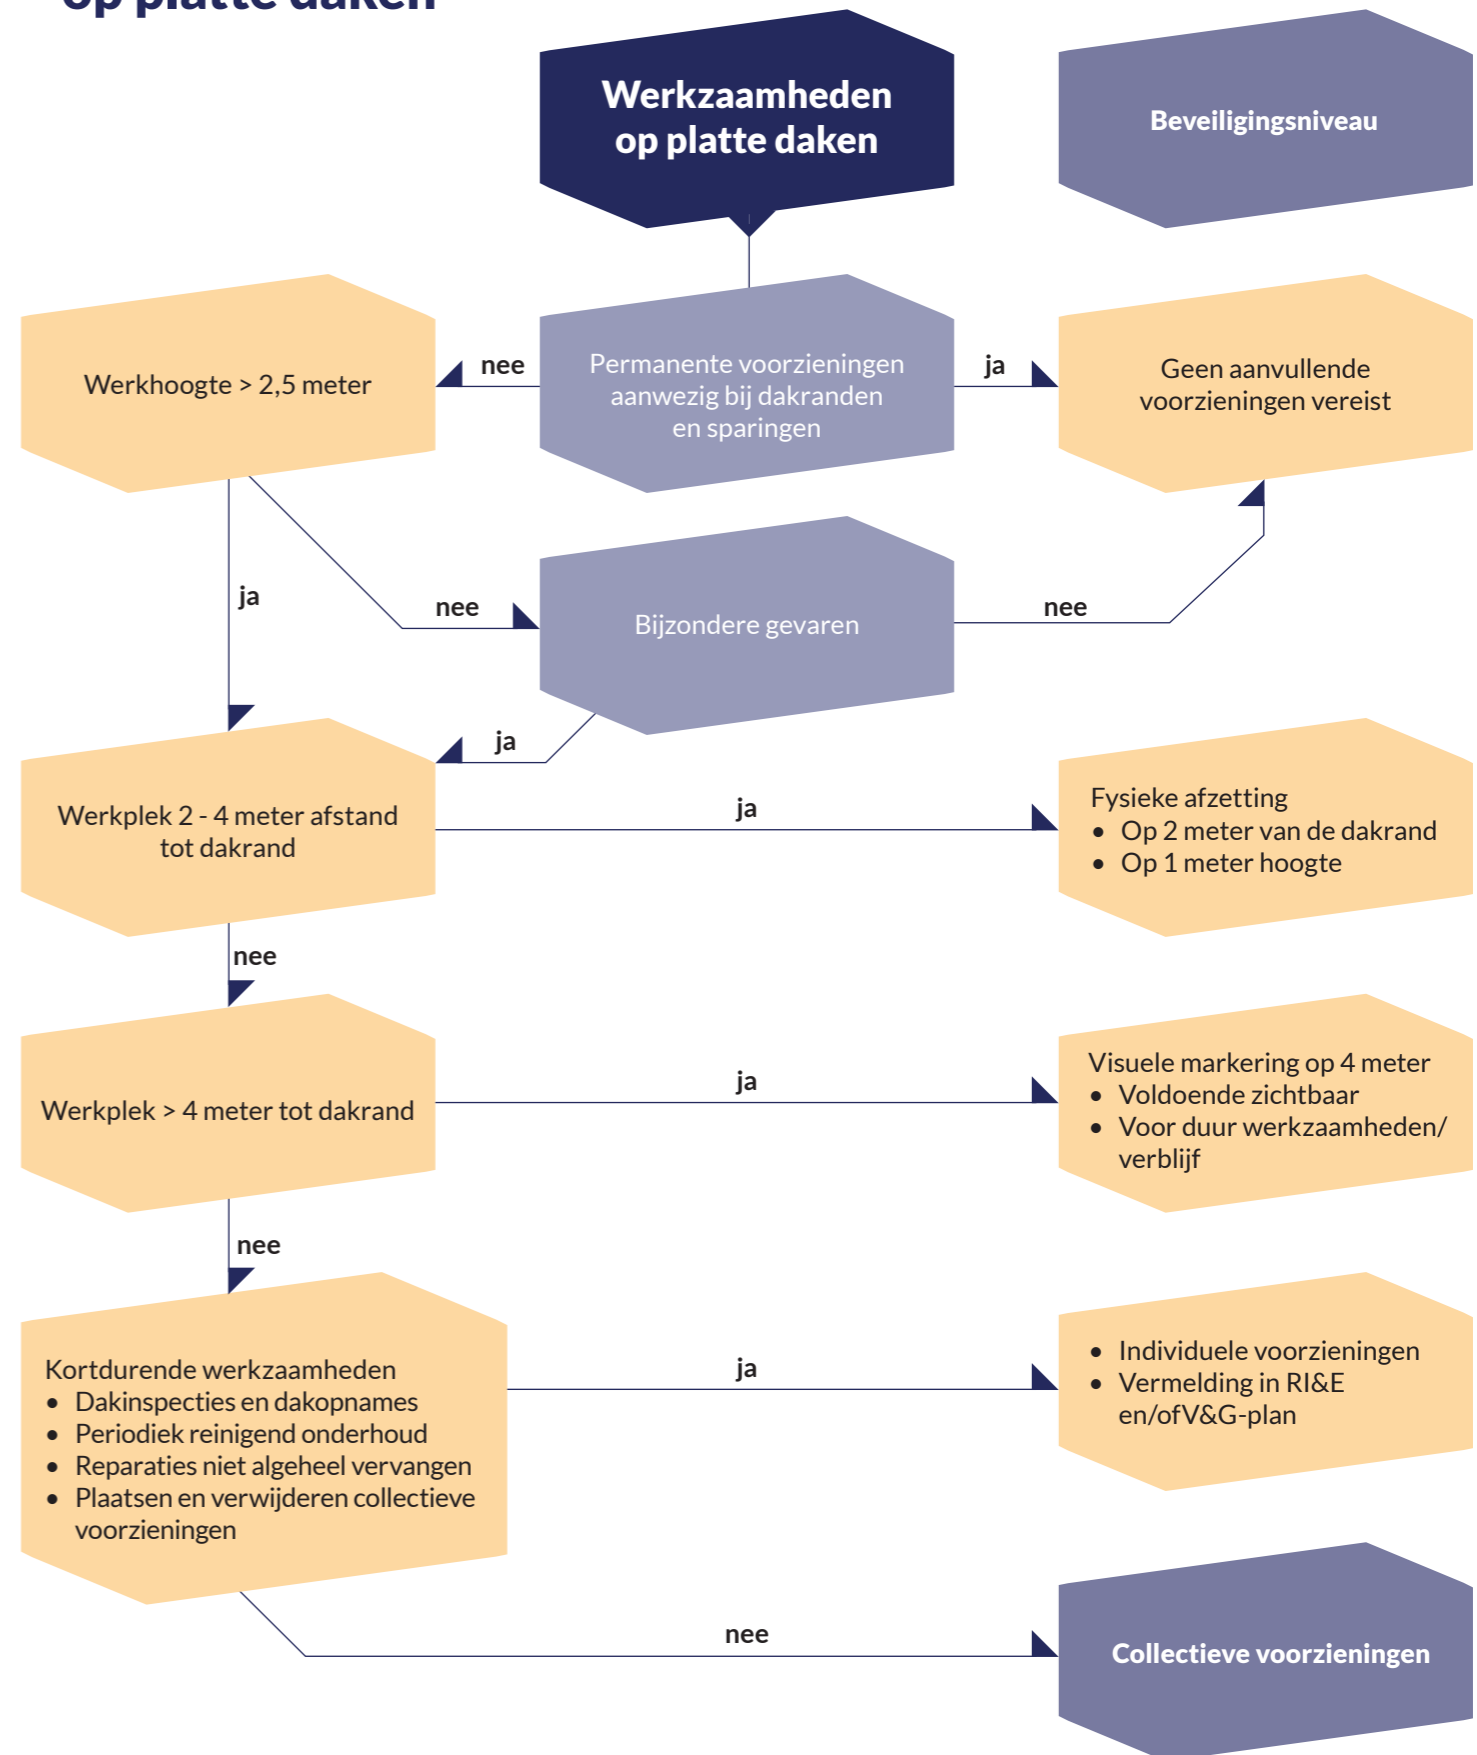 op platte daken
Werkzaamheden
op platte daken
Beveiligingsniveau
Werkhoogte > 2,5 meter
nee
Permanente voorzieningen
aanwezig bij dakranden
en sparingen
ja
Geen aanvullende
voorzieningen vereist
ja
nee
Bijzondere gevaren
nee
ja
Werkplek 2 - 4 meter afstand
tot dakrand
ja
Fysieke afzetting
• Op 2 meter van de dakrand
• Op 1 meter hoogte
nee
Werkplek > 4 meter tot dakrand
ja
Visuele markering op 4 meter
• Voldoende zichtbaar
• Voor duur werkzaamheden/
verblijf
nee
Kortdurende werkzaamheden
• Dakinspecties en dakopnames
• Periodiek reinigend onderhoud
• Reparaties niet algeheel vervangen
• Plaatsen en verwijderen collectieve
voorzieningen
ja
• Individuele voorzieningen
• Vermelding in RI&E
en/ofV&G-plan
nee
Collectieve voorzieningen